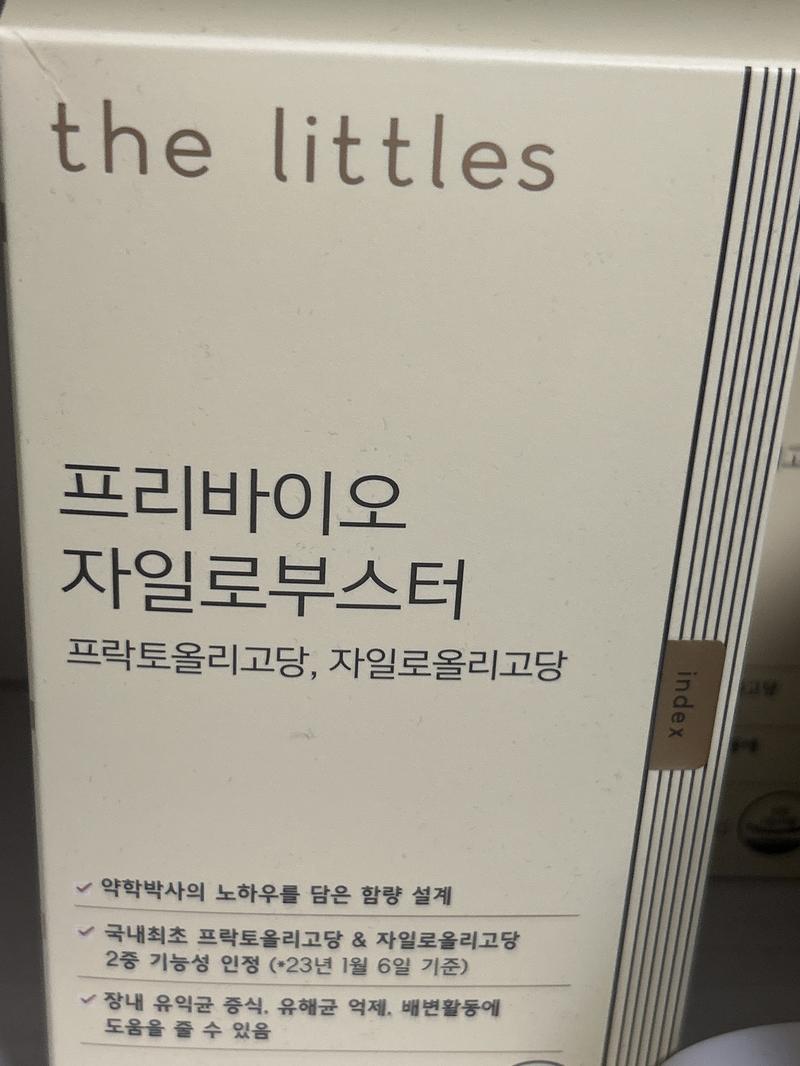 the littles
프리바이오
자일로부스터
프락토올리고당, 자일로올리고당
index
약학박사의 노하우를 담은 함량 설계
국내최초 프락토올리고당 & 자일로올리고당
2중 기능성 인정 (*23년 1월 6일 기준)
장내 유익균 증식, 유해균 억제, 배변활동에
도움을 줄 수 있음